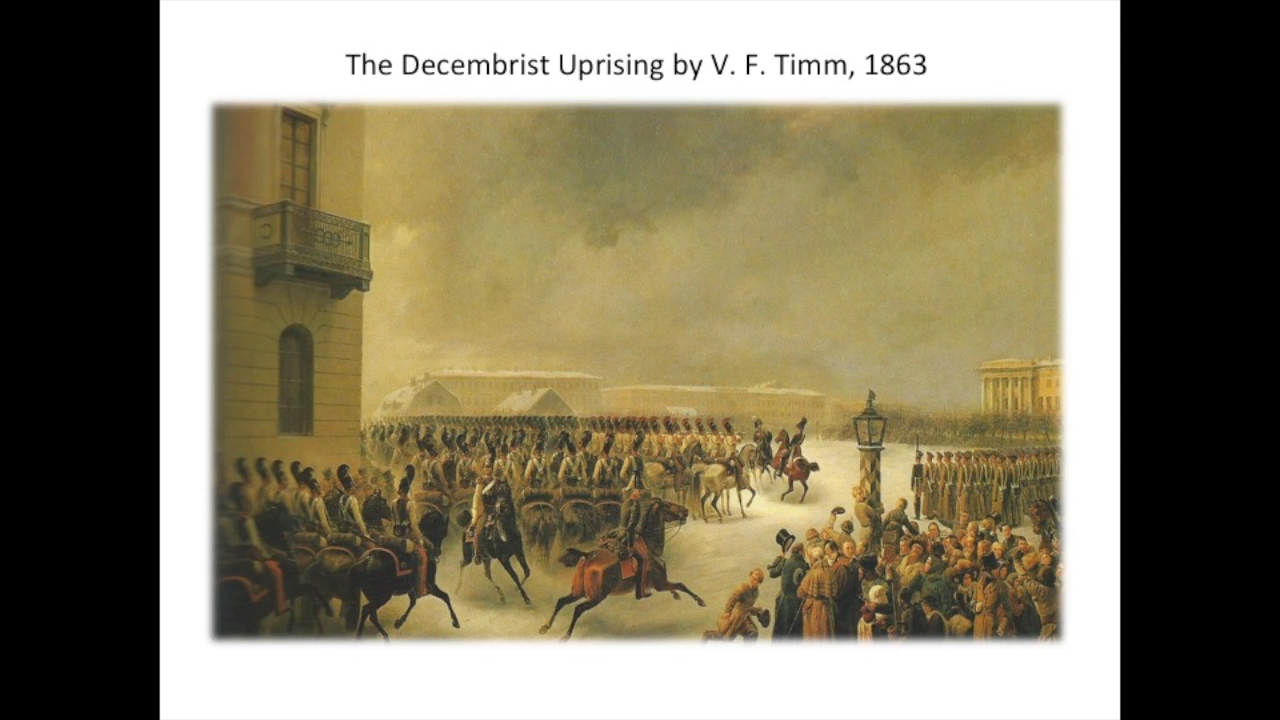 The Decembrist Uprising by V. F. Timm, 1863